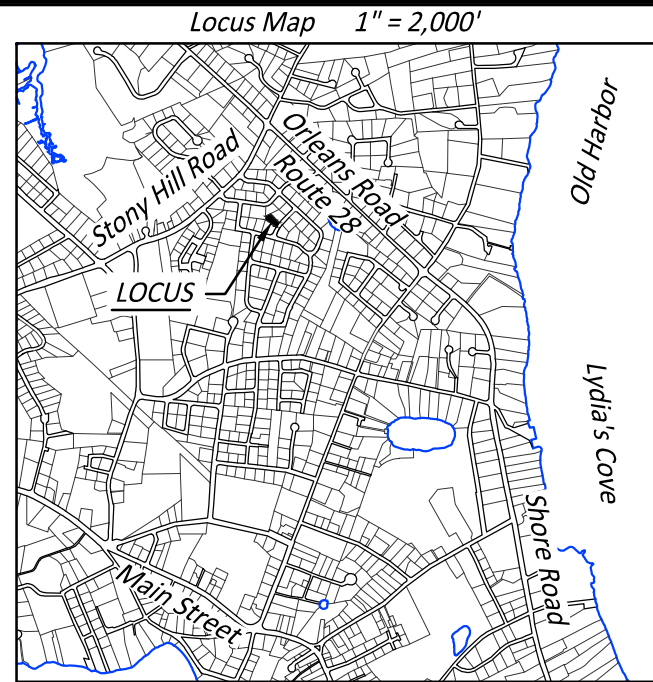 Locus Map 1" = 2,000'
Old Harbor
Orleans Road
Route 28
Stony Hill Road
LOCUS
Lydia's Cove
Shore Road
Main Street